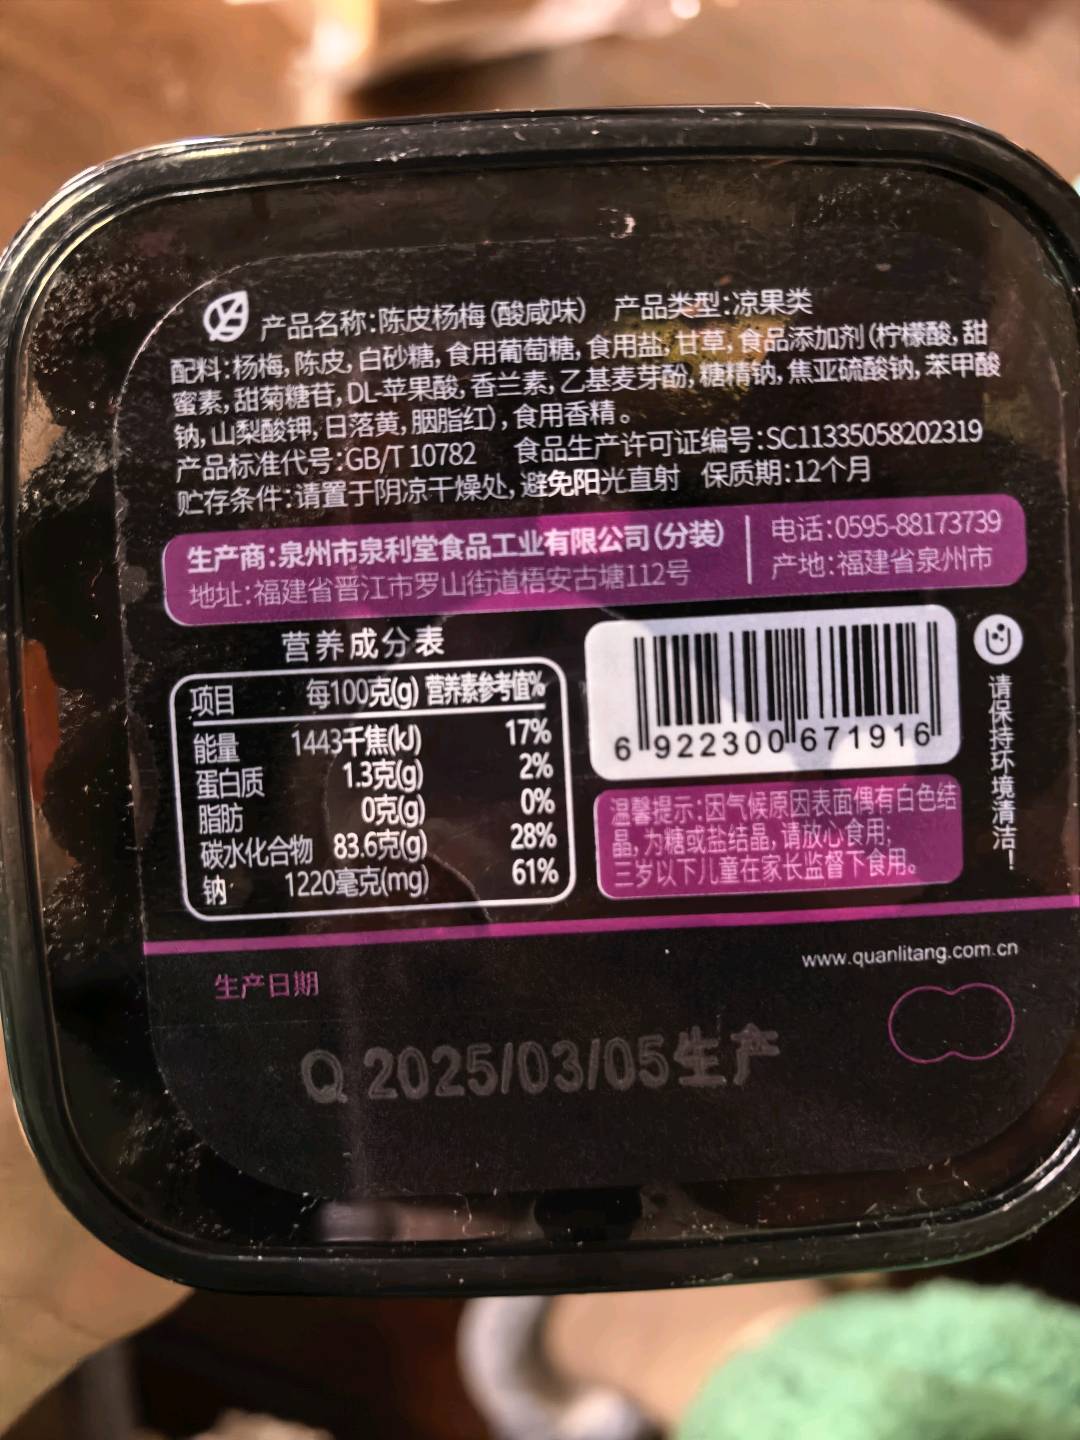 产品名称:陈皮杨梅(酸咸味) 产品类型:凉果类
配料:杨梅,陈皮,白砂糖,食用葡萄糖,食用盐,甘草,食品添加剂(柠檬酸,甜
蜜素,甜菊糖苷,DL-苹果酸,香兰素,乙基麦芽酚,糖精钠,焦亚硫酸钠,苯甲酸
钠,山梨酸钾,日落黄,胭脂红),食用香精。
产品标准代号:GB/T 10782 食品生产许可证编号:SC11335058202319
贮存条件:请置于阴凉干燥处,避免阳光直射 保质期:12个月
生产商:泉州市泉利堂食品工业有限公司(分装)
地址:福建省晋江市罗山街道梧安古塘112号
电话:0595-88173739
产地:福建省泉州市
营养成分表
项目 每100克(g) 营养素参考值%
能量 1443千焦(kJ) 17%
蛋白质 1.3克(g) 2%
脂肪 0克(g) 0%
碳水化合物 83.6克(g) 28%
钠 1220毫克(mg) 61%
6 922300 671916
请保持环境清洁!
温馨提示:因气候原因表面偶有白色结
晶,为糖或盐结晶,请放心食用;
三岁以下儿童在家长监督下食用。
www.quanlitang.com.cn
生产日期
Q 2025/03/05生产